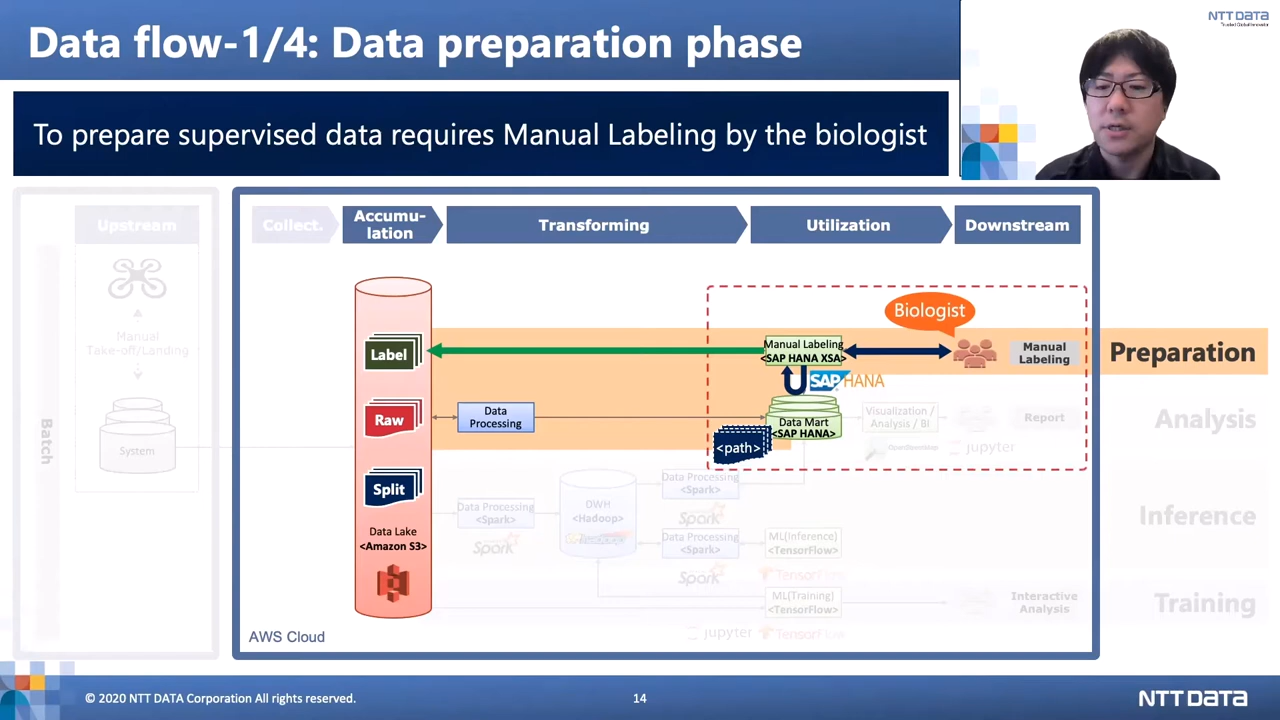 Data flow-1/4: Data preparation phase
NTT DATA
Trusted Global Innovator
To prepare supervised data requires Manual Labeling by the biologist
Upstream
Collect.
Accumu-
lation
Transforming
Utilization
Downstream
Manual
Take-off/Landing
System
Batch
Biologist
Label
Manual Labeling
<SAP HANA XSA>
Manual
Labeling
Preparation
SAP HANA
Raw
Data
Processing
Data Mart
<SAP HANA>
<path>
Visualization /
Analysis / BI
Report
Analysis
OpenStreetMap
jupyter
Split
Data Processing
<Spark>
Spark
DWH
<Hadoop>
hadoop
Data Processing
<Spark>
Spark
Inference
Data Lake
<Amazon S3>
Data Processing
<Spark>
Spark
ML(Inference)
<TensorFlow>
TensorFlow
ML(Training)
<TensorFlow>
Interactive
Analysis
Training
jupyter
TensorFlow
AWS Cloud
© 2020 NTT DATA Corporation All rights reserved.
14
NTT DATA